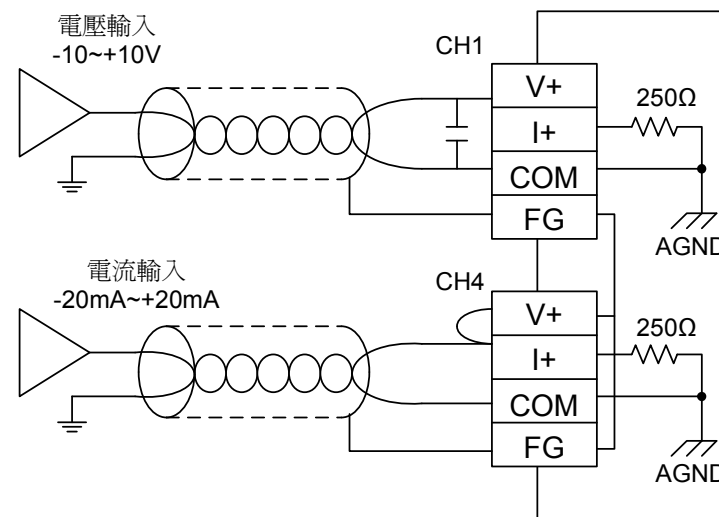 電壓輸入
-10~+10V
CH1
V+
I+
COM
FG
250Ω
AGND
電流輸入
-20mA~+20mA
CH4
V+
I+
COM
FG
250Ω
AGND